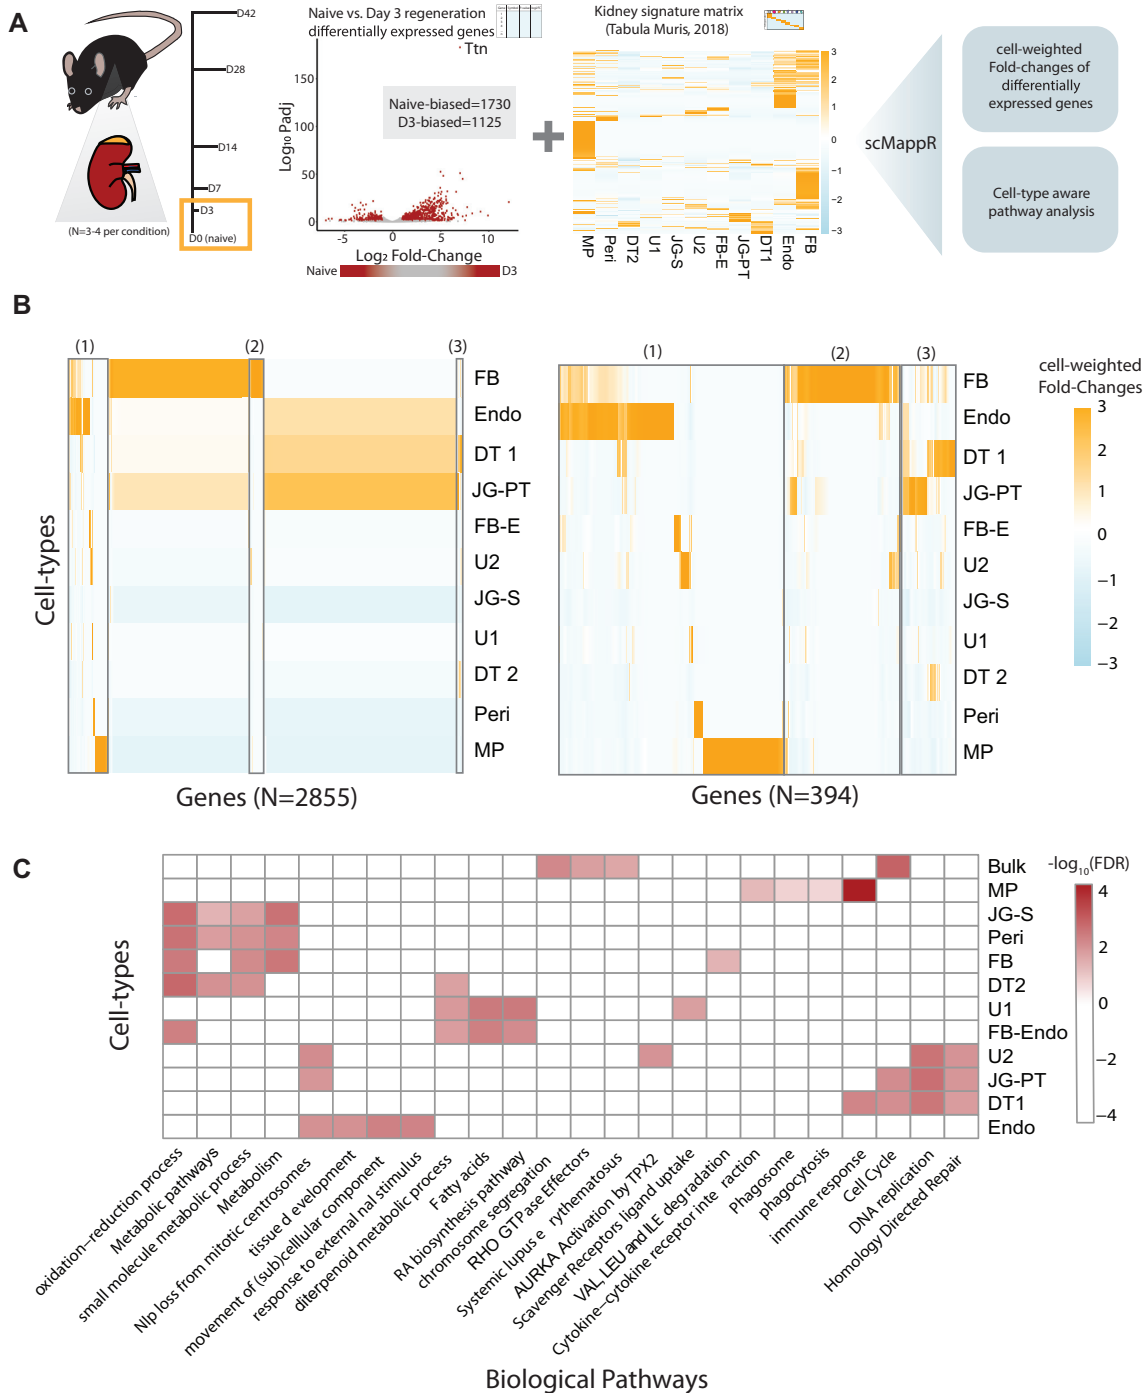 A
D42
D28
D14
D7
D3
D0 (naive)
(N=3-4 per condition)
Naive vs. Day 3 regeneration
differentially expressed genes
Ttn
150
100
50
0
Log10 Padj
Naive-biased=1730
D3-biased=1125
-5
0
5
10
Log2 Fold-Change
Naive
D3
Kidney signature matrix
(Tabula Muris, 2018)
3
2
1
0
−1
−2
−3
MP
Peri
DT2
U1
JG-S
U2
FB-E
JG-PT
DT1
Endo
FB
scMappR
cell-weighted
Fold-changes of
differentially
expressed genes
Cell-type aware
pathway analysis
B
(1)
(2)
(3)
Cell-types
FB
Endo
DT 1
JG-PT
FB-E
U2
JG-S
U1
DT 2
Peri
MP
Genes (N=2855)
(1)
(2)
(3)
FB
Endo
DT 1
JG-PT
FB-E
U2
JG-S
U1
DT 2
Peri
MP
Genes (N=394)
cell-weighted
Fold-Changes
3
2
1
0
−1
−2
−3
C
Cell-types
Bulk
MP
JG-S
Peri
FB
DT2
U1
FB-Endo
U2
JG-PT
DT1
Endo
-log10(FDR)
4
2
0
−2
−4
oxidation−reduction process
Metabolic pathways
small molecule metabolic process
Metabolism
Nlp loss from mitotic centrosomes
tissue d evelopment
movement of (sub)cellular component
response to external nal stimulus
diterpenoid metabolic process
Fatty acids
RA biosynthesis pathway
chromosome segregation
RHO GTPase Effectors
Systemic lupus e rythematosus
AURKA Activation by TPX2
Scavenger Receptors ligand uptake
VAL, LEU and ILE degradation
Cytokine−cytokine receptor inte raction
Phagosome
phagocytosis
immune response
Cell Cycle
DNA replication
Homology Directed Repair
Biological Pathways